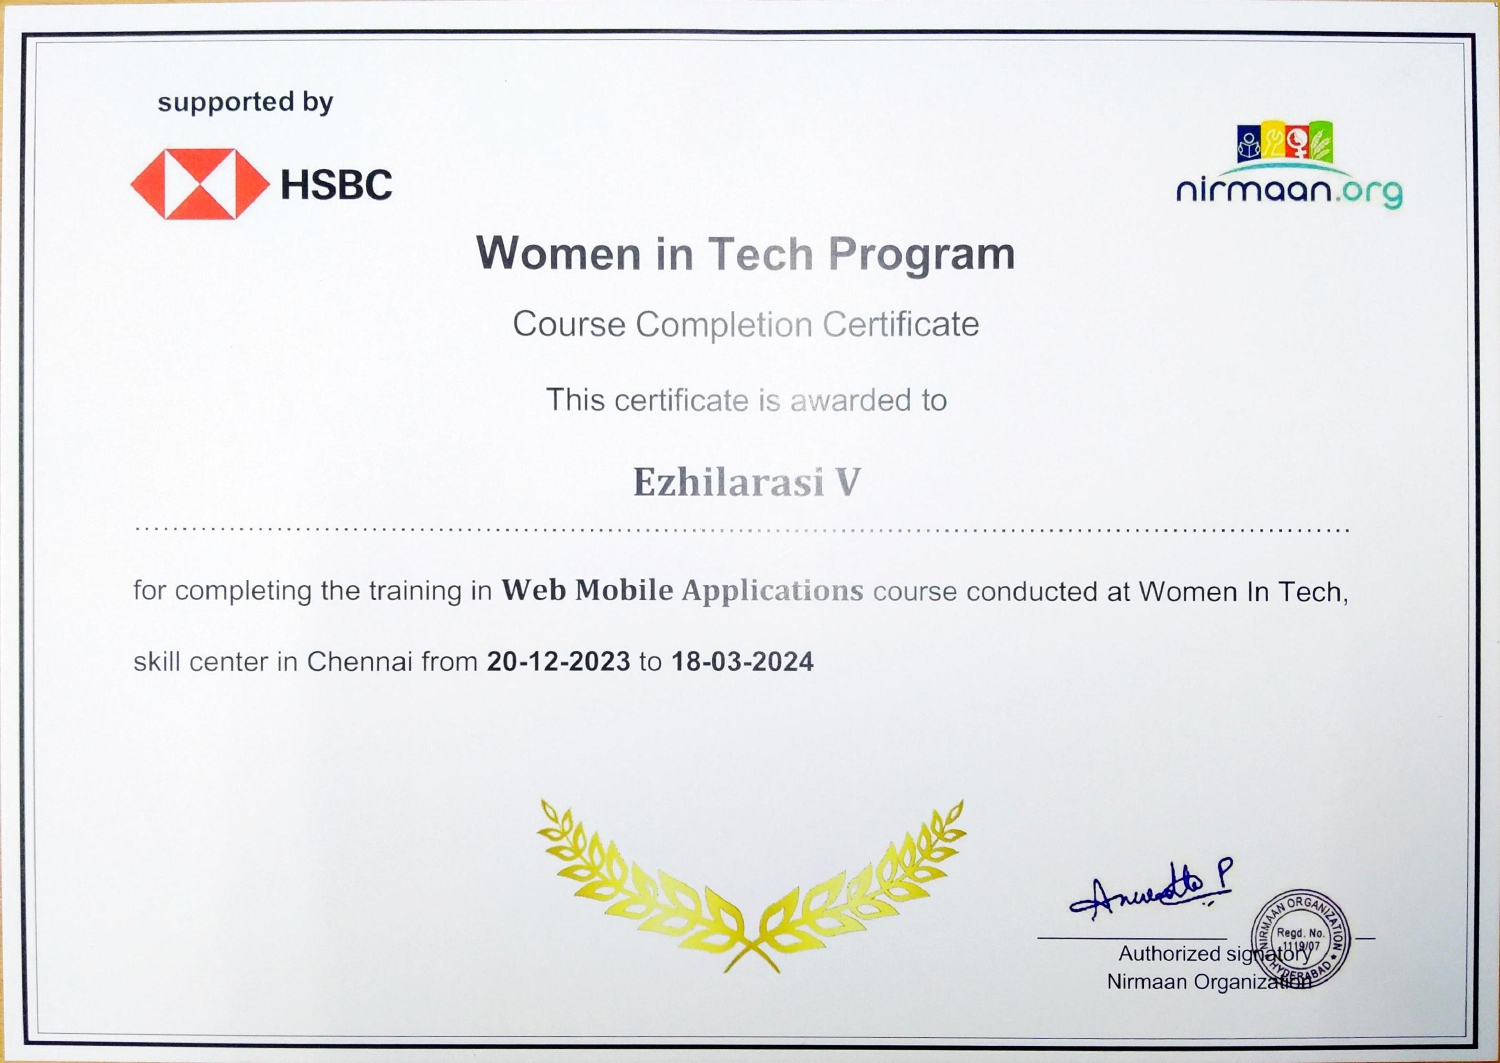 supported by
HSBC
nirmaan.org
Women in Tech Program
Course Completion Certificate
This certificate is awarded to
Ezhilarasi V
for completing the training in Web Mobile Applications course conducted at Women In Tech,
skill center in Chennai from 20-12-2023 to 18-03-2024
NIRMAAN ORGANIZATION
Regd. No.
1119/07
HYDERABAD
Authorized signatory
Nirmaan Organization